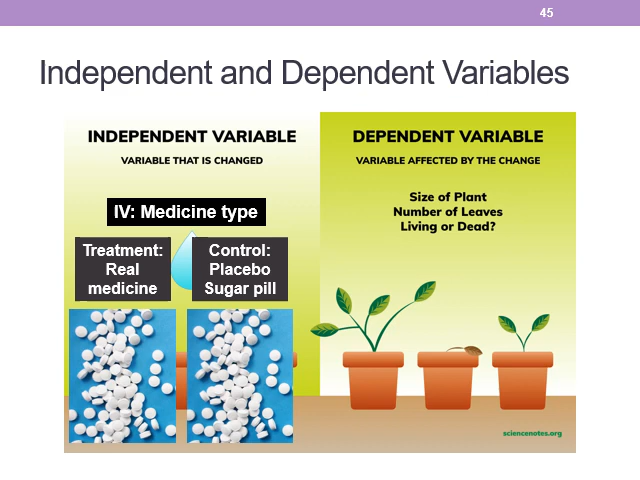 45
Independent and Dependent Variables
INDEPENDENT VARIABLE
VARIABLE THAT IS CHANGED
IV: Medicine type
Treatment:
Real
medicine
Control:
Placebo
Sugar pill
DEPENDENT VARIABLE
VARIABLE AFFECTED BY THE CHANGE
Size of Plant
Number of Leaves
Living or Dead?
sciencenotes.org